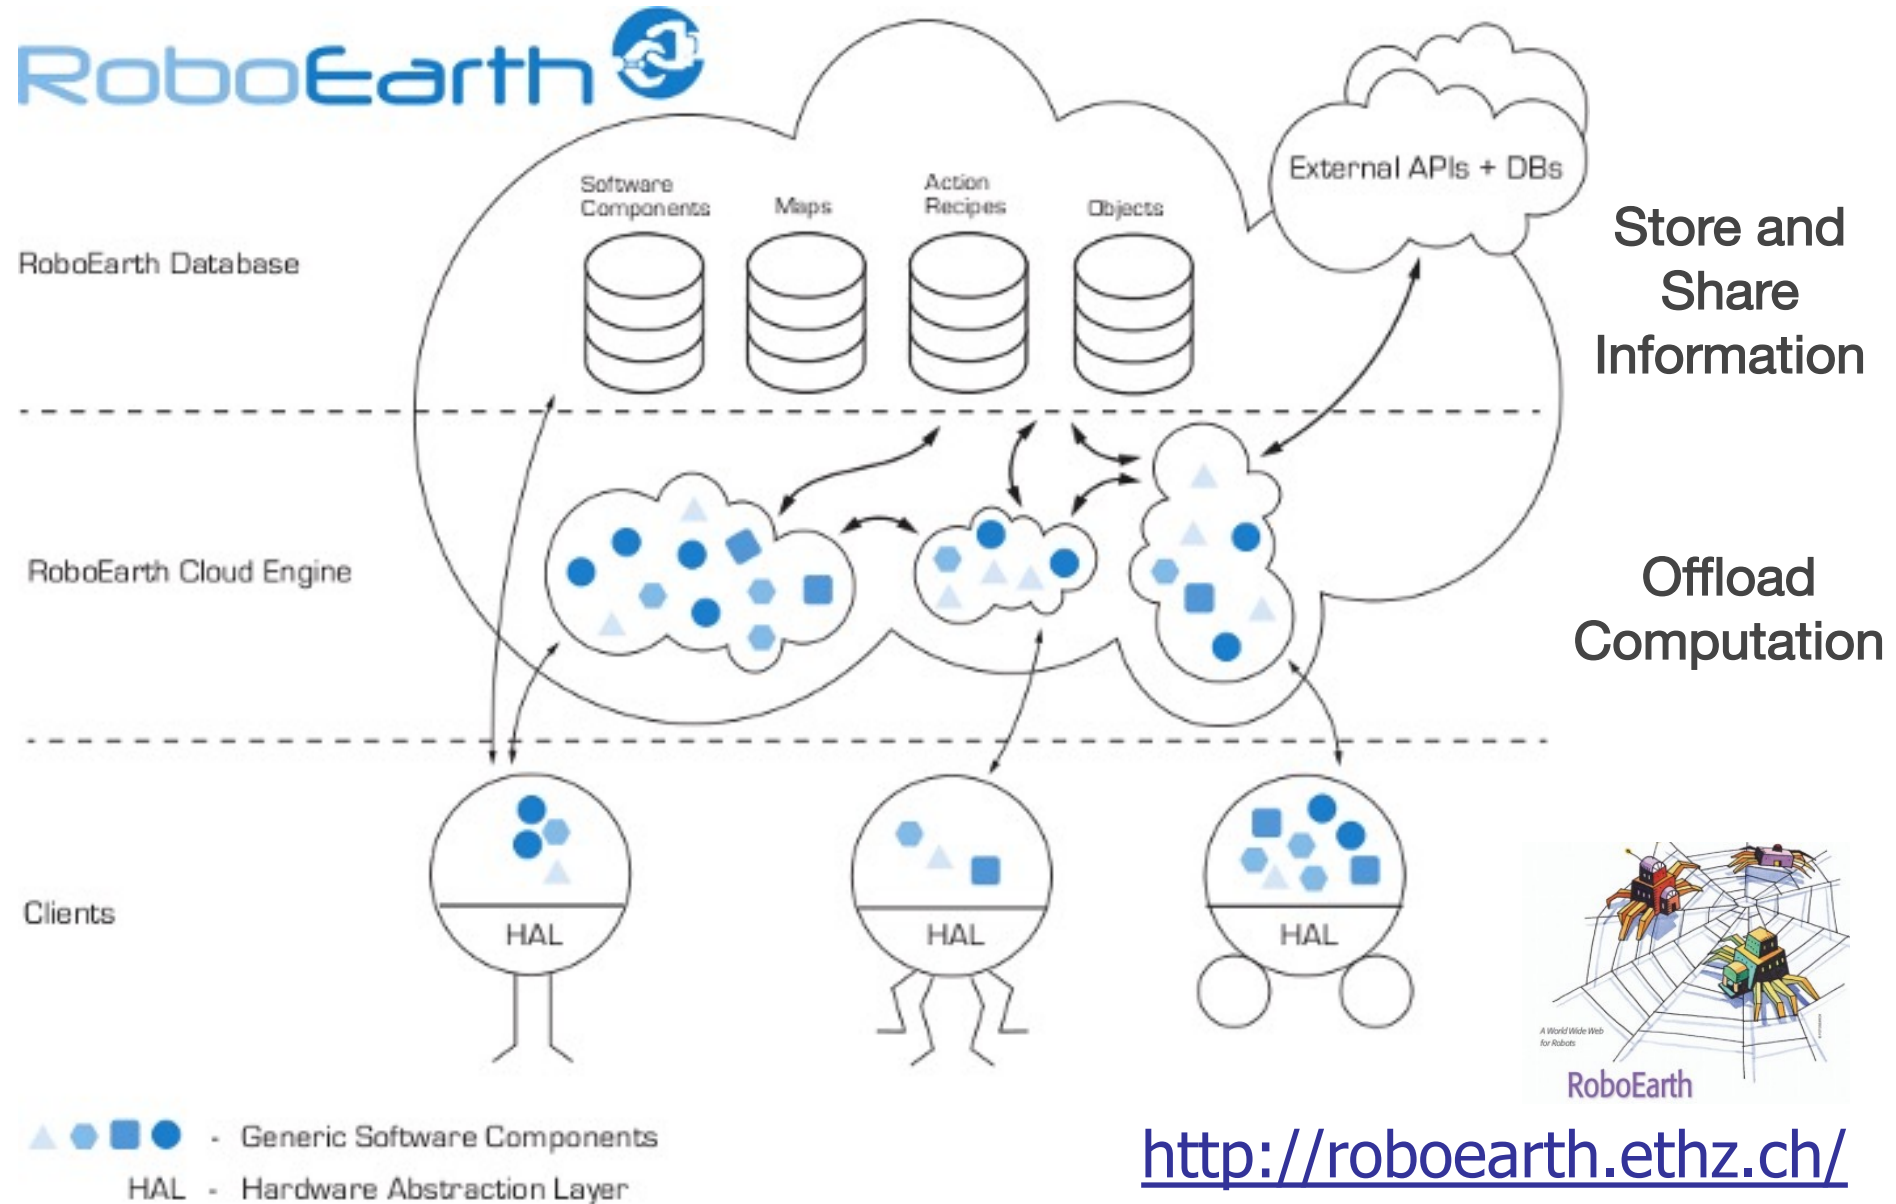 RoboEarth
External APIs + DBs
Software
Components
Maps
Action
Recipes
Objects
RoboEarth Database
Store and
Share
Information
RoboEarth Cloud Engine
Offload
Computation
Clients
HAL
HAL
HAL
A World Wide Web
for Robots
RoboEarth
- Generic Software Components
HAL - Hardware Abstraction Layer
http://roboearth.ethz.ch/